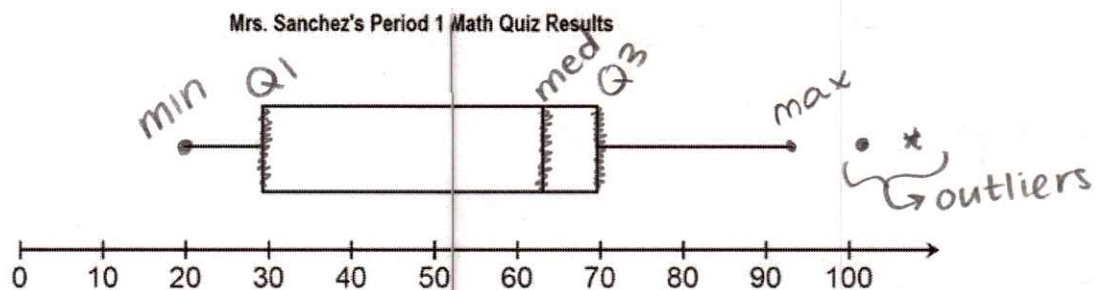 Mrs. Sanchez's Period 1 Math Quiz Results
min Q1 med Q3 max
outliers
0 10 20 30 40 50 60 70 80 90 100